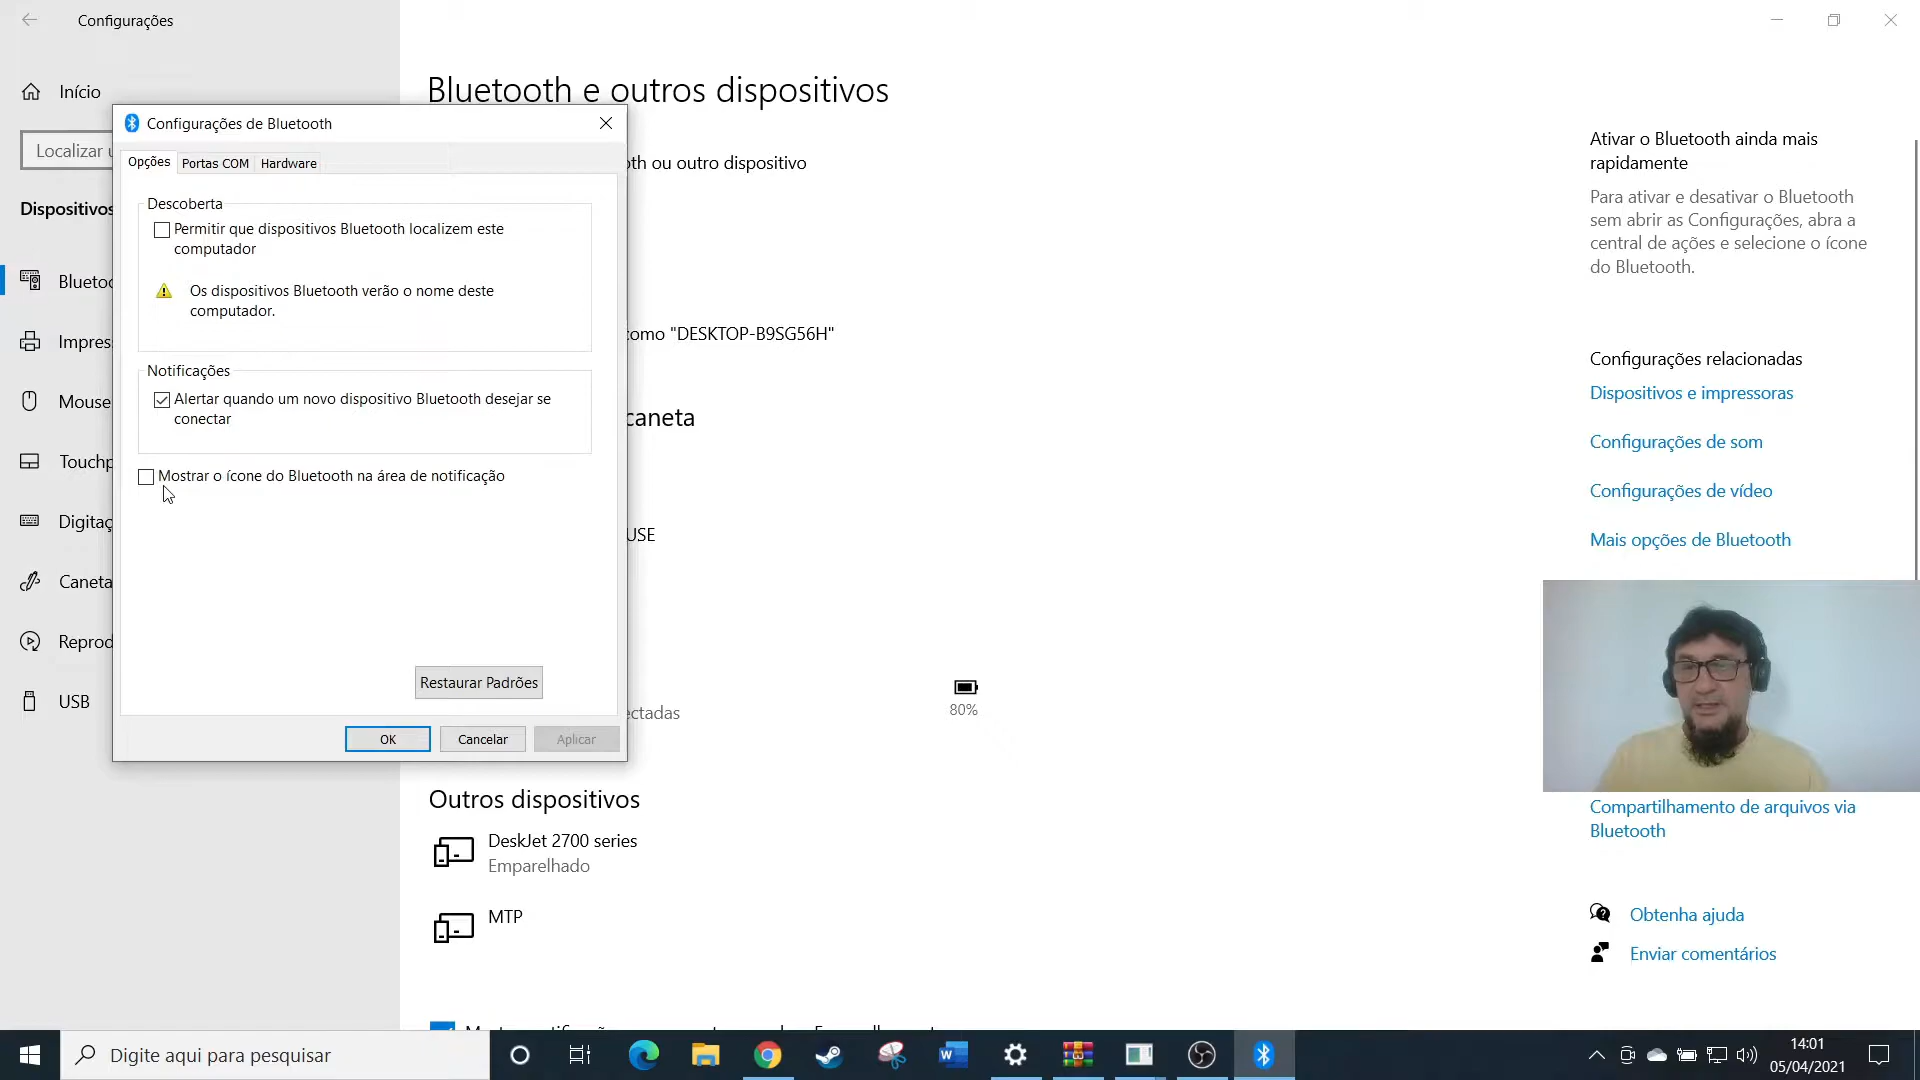 Configurações
Início
Localizar
Dispositivos
Impres
Mouse
Touchp
Digitaç
Caneta
Reprod
USB
Configurações de Bluetooth
Opções
Portas COM
Hardware
Descoberta
Permitir que dispositivos Bluetooth localizem este
computador
Os dispositivos Bluetooth verão o nome deste
computador.
Notificações
Alertar quando um novo dispositivo Bluetooth desejar se
conectar
Mostrar o ícone do Bluetooth na área de notificação
Restaurar Padrões
OK
Cancelar
Aplicar
Bluetooth e outros dispositivos
oth ou outro dispositivo
como "DESKTOP-B9SG56H"
caneta
USE
ectadas
80%
Outros dispositivos
DeskJet 2700 series
Emparelhado
MTP
Ativar o Bluetooth ainda mais
rapidamente
Para ativar e desativar o Bluetooth
sem abrir as Configurações, abra a
central de ações e selecione o ícone
do Bluetooth.
Configurações relacionadas
Dispositivos e impressoras
Configurações de som
Configurações de vídeo
Mais opções de Bluetooth
Compartilhamento de arquivos via
Bluetooth
Obtenha ajuda
Enviar comentários
Digite aqui para pesquisar
14:01
05/04/2021